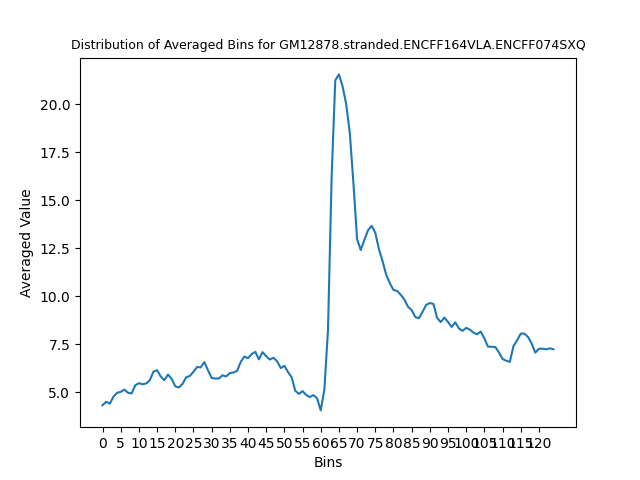 Distribution of Averaged Bins for GM12878.stranded.ENCFF164VLA.ENCFF074SXQ
20.0
17.5
15.0
12.5
10.0
7.5
5.0
Averaged Value
0 5 10 15 20 25 30 35 40 45 50 55 60 65 70 75 80 85 90 95 100 105 110 115 120
Bins